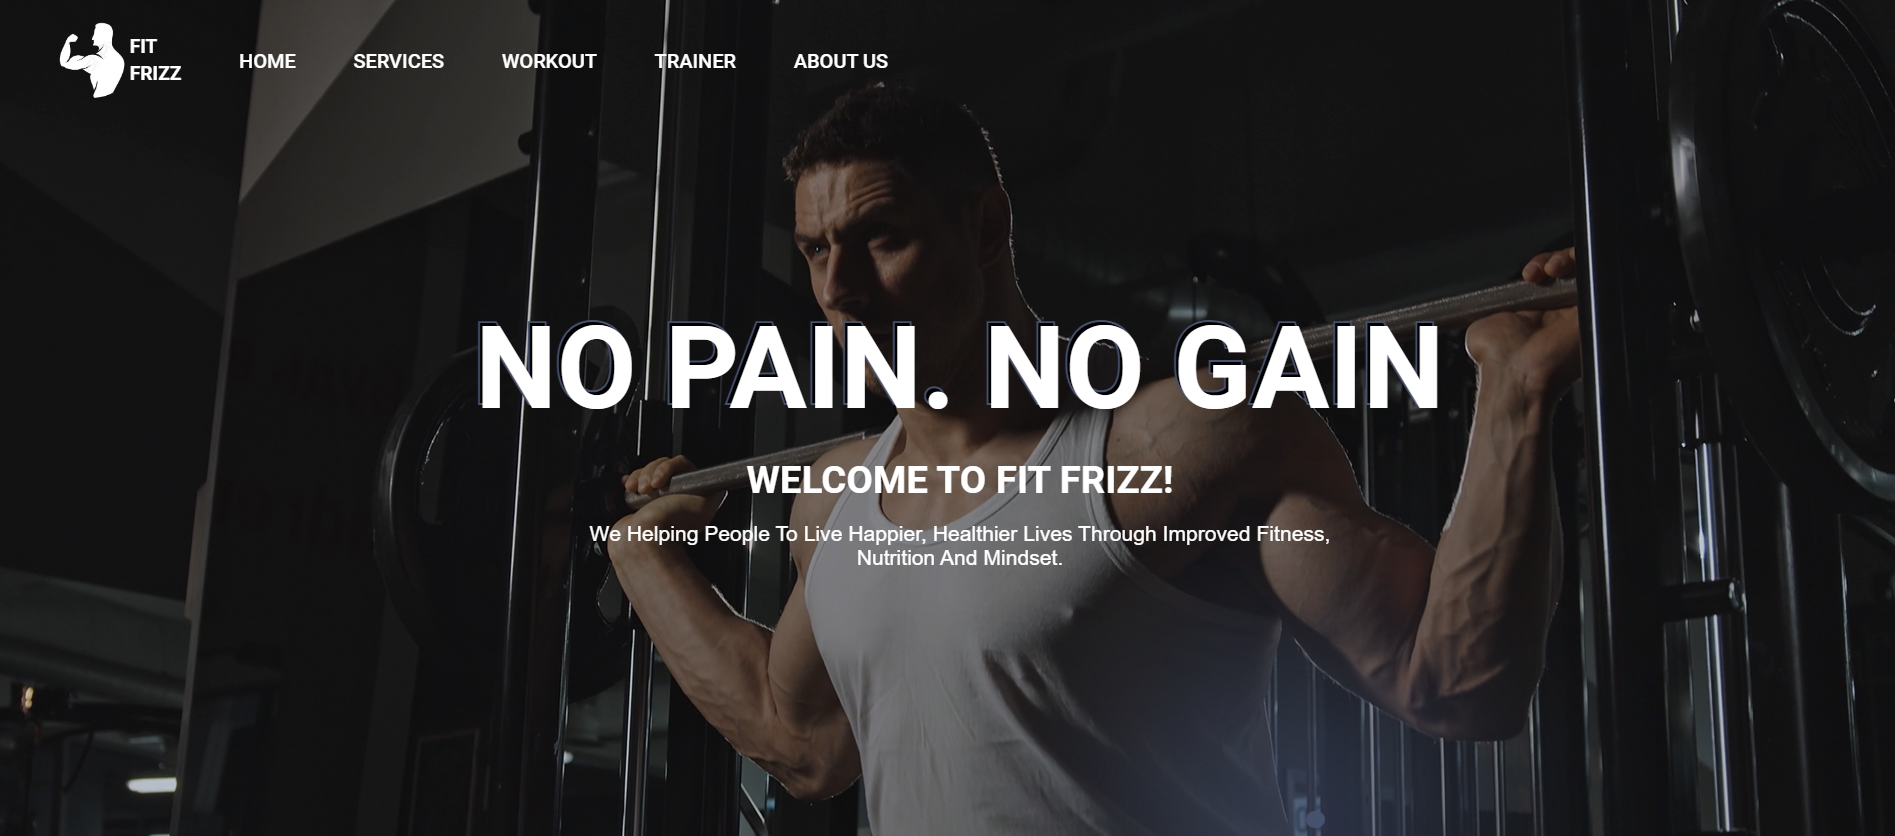 FIT
FRIZZ
HOME SERVICES WORKOUT TRAINER ABOUT US
NO PAIN. NO GAIN
WELCOME TO FIT FRIZZ!
We Helping People To Live Happier, Healthier Lives Through Improved Fitness,
Nutrition And Mindset.